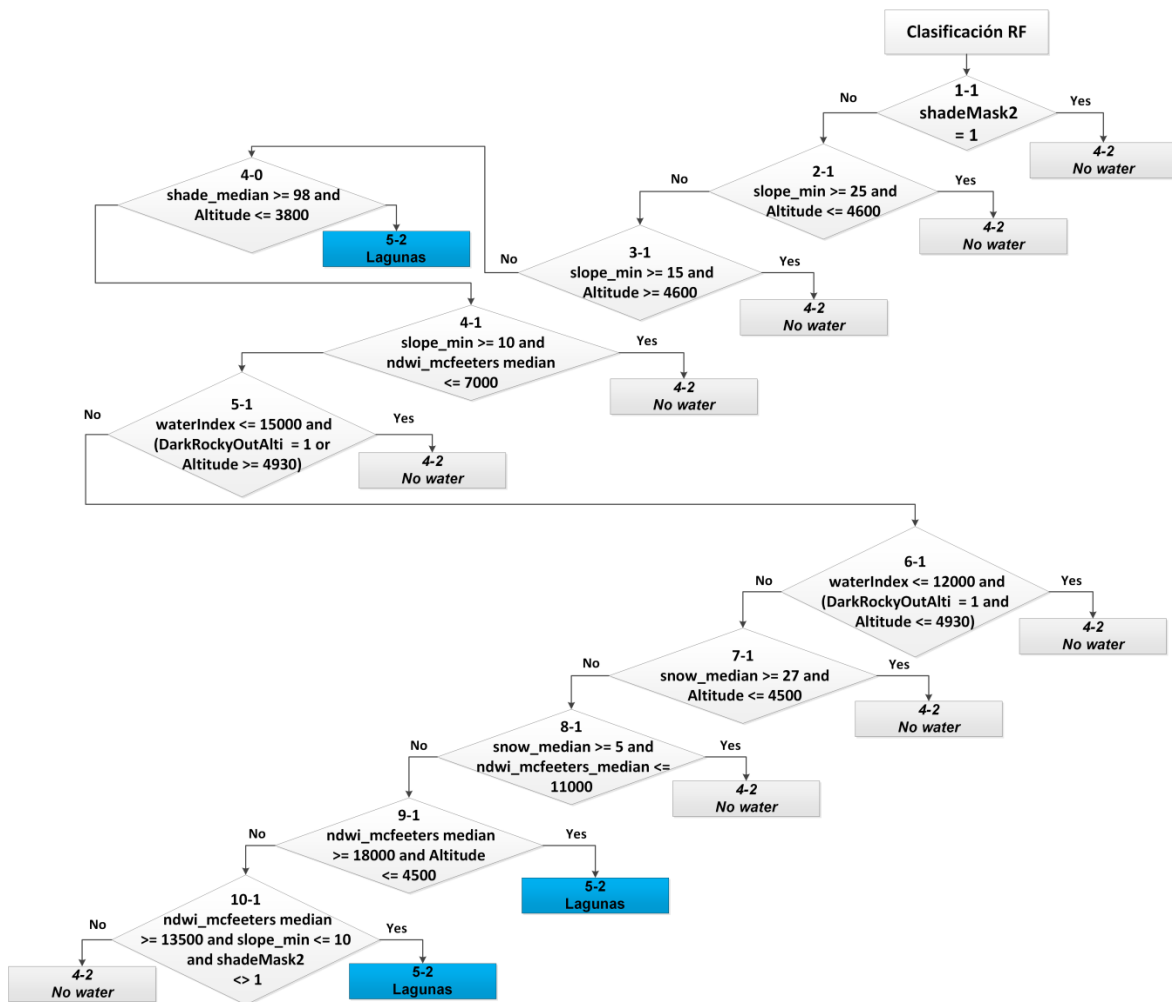 Clasificación RF
1-1
shadeMask2
= 1
No
Yes
4-2
No water
2-1
slope_min >= 25 and
Altitude <= 4600
No
Yes
4-2
No water
3-1
slope_min >= 15 and
Altitude >= 4600
No
Yes
4-2
No water
4-0
shade_median >= 98 and
Altitude <= 3800
5-2
Lagunas
4-1
slope_min >= 10 and
ndwi_mcfeeters median
<= 7000
Yes
4-2
No water
5-1
waterIndex <= 15000 and
(DarkRockyOutAlti = 1 or
Altitude >= 4930)
No
Yes
4-2
No water
6-1
waterIndex <= 12000 and
(DarkRockyOutAlti = 1 and
Altitude <= 4930)
No
Yes
4-2
No water
7-1
snow_median >= 27 and
Altitude <= 4500
No
Yes
4-2
No water
8-1
snow_median >= 5 and
ndwi_mcfeeters_median <=
11000
No
Yes
4-2
No water
9-1
ndwi_mcfeeters median
>= 18000 and Altitude
<= 4500
No
Yes
5-2
Lagunas
10-1
ndwi_mcfeeters median
>= 13500 and slope_min <= 10
and shadeMask2
<> 1
No
Yes
4-2
No water
5-2
Lagunas